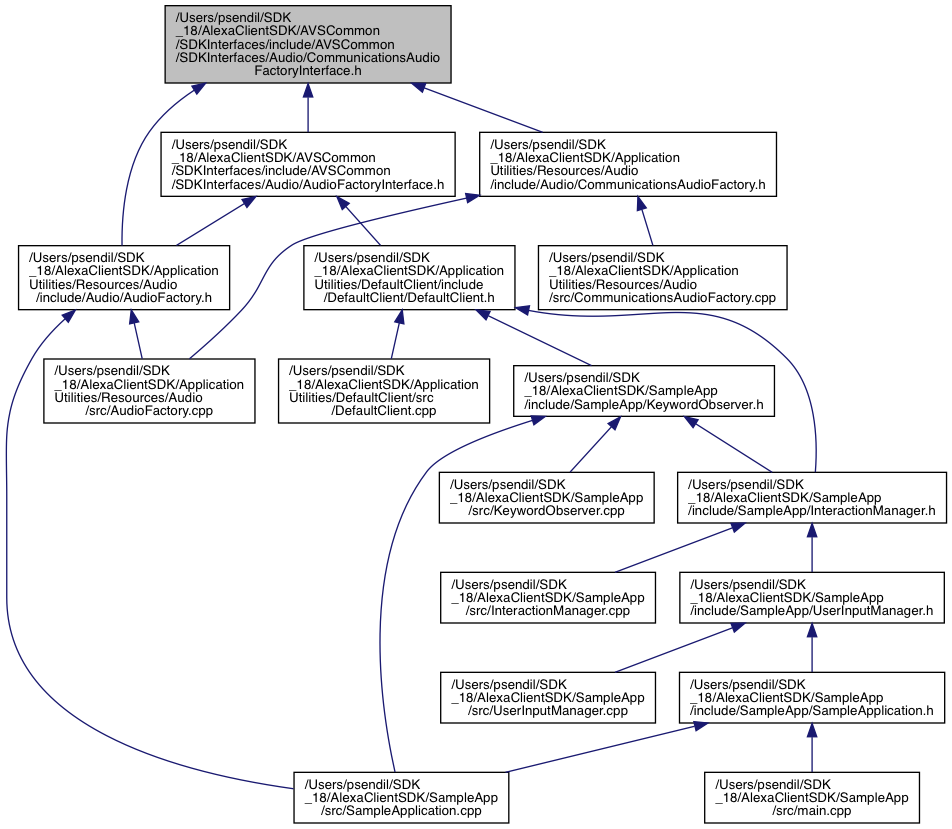 /Users/psendil/SDK
_18/AlexaClientSDK/AVSCommon
/SDKInterfaces/include/AVSCommon
/SDKInterfaces/Audio/CommunicationsAudio
FactoryInterface.h
/Users/psendil/SDK
_18/AlexaClientSDK/AVSCommon
/SDKInterfaces/include/AVSCommon
/SDKInterfaces/Audio/AudioFactoryInterface.h
/Users/psendil/SDK
_18/AlexaClientSDK/Application
Utilities/Resources/Audio
/include/Audio/CommunicationsAudioFactory.h
/Users/psendil/SDK
_18/AlexaClientSDK/Application
Utilities/Resources/Audio
/include/Audio/AudioFactory.h
/Users/psendil/SDK
_18/AlexaClientSDK/Application
Utilities/DefaultClient/include
/DefaultClient/DefaultClient.h
/Users/psendil/SDK
_18/AlexaClientSDK/Application
Utilities/Resources/Audio
/src/CommunicationsAudioFactory.cpp
/Users/psendil/SDK
_18/AlexaClientSDK/Application
Utilities/Resources/Audio
/src/AudioFactory.cpp
/Users/psendil/SDK
_18/AlexaClientSDK/Application
Utilities/DefaultClient/src
/DefaultClient.cpp
/Users/psendil/SDK
_18/AlexaClientSDK/SampleApp
/include/SampleApp/KeywordObserver.h
/Users/psendil/SDK
_18/AlexaClientSDK/SampleApp
/src/KeywordObserver.cpp
/Users/psendil/SDK
_18/AlexaClientSDK/SampleApp
/include/SampleApp/InteractionManager.h
/Users/psendil/SDK
_18/AlexaClientSDK/SampleApp
/src/InteractionManager.cpp
/Users/psendil/SDK
_18/AlexaClientSDK/SampleApp
/include/SampleApp/UserInputManager.h
/Users/psendil/SDK
_18/AlexaClientSDK/SampleApp
/src/UserInputManager.cpp
/Users/psendil/SDK
_18/AlexaClientSDK/SampleApp
/include/SampleApp/SampleApplication.h
/Users/psendil/SDK
_18/AlexaClientSDK/SampleApp
/src/SampleApplication.cpp
/Users/psendil/SDK
_18/AlexaClientSDK/SampleApp
/src/main.cpp